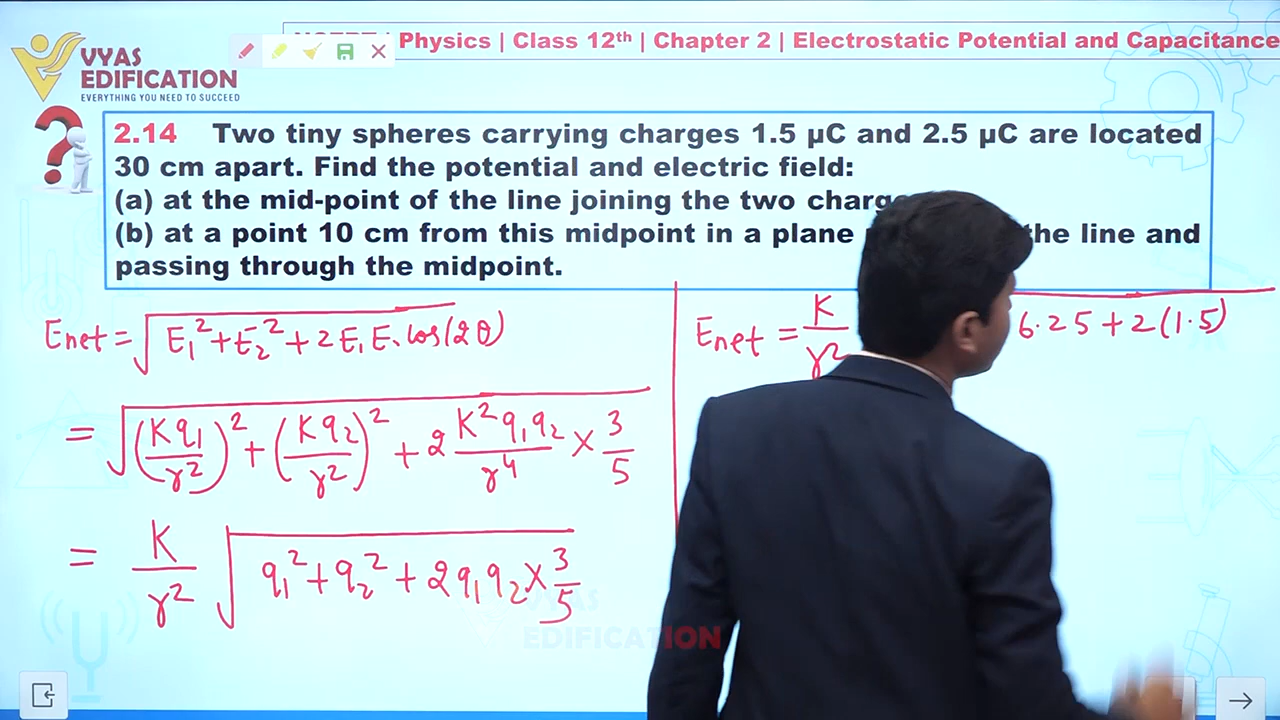 VYAS
EDIFICATION
EVERYTHING YOU NEED TO SUCCEED
| Physics | Class 12th | Chapter 2 | Electrostatic Potential and Capacitance
2.14 Two tiny spheres carrying charges 1.5 µC and 2.5 µC are located
30 cm apart. Find the potential and electric field:
(a) at the mid-point of the line joining the two
(b) at a point 10 cm from this midpoint in a plane the line and
passing through the midpoint.
Enet = √(E₁² + E₂² + 2E₁E. cos(2θ)
= √((Kq₁/r²)² + (Kq₂/r²)² + 2 K²q₁q₂/r⁴ × 3/5
= K/r² √(q₁² + q₂² + 2q₁q₂ × 3/5
Enet = K/r² 6.25 + 2(1.5)
VYAS
EDIFICATION